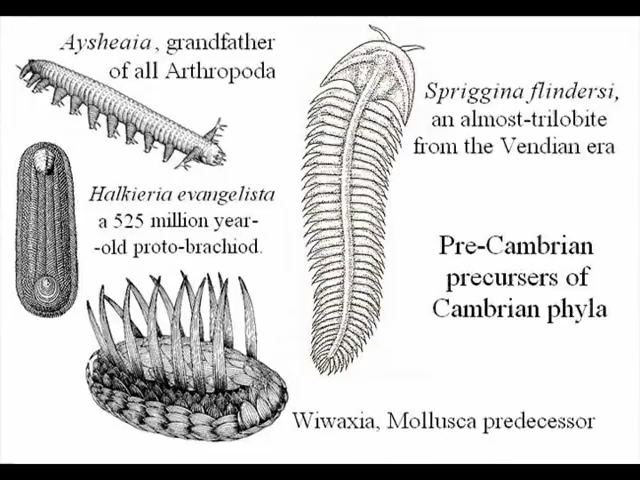 Aysheaia, grandfather
of all Arthropoda
Spriggina flindersi,
an almost-trilobite
from the Vendian era
Halkieria evangelista
a 525 million year-
-old proto-brachiod.
Pre-Cambrian
precursers of
Cambrian phyla
Wiwaxia, Mollusca predecessor